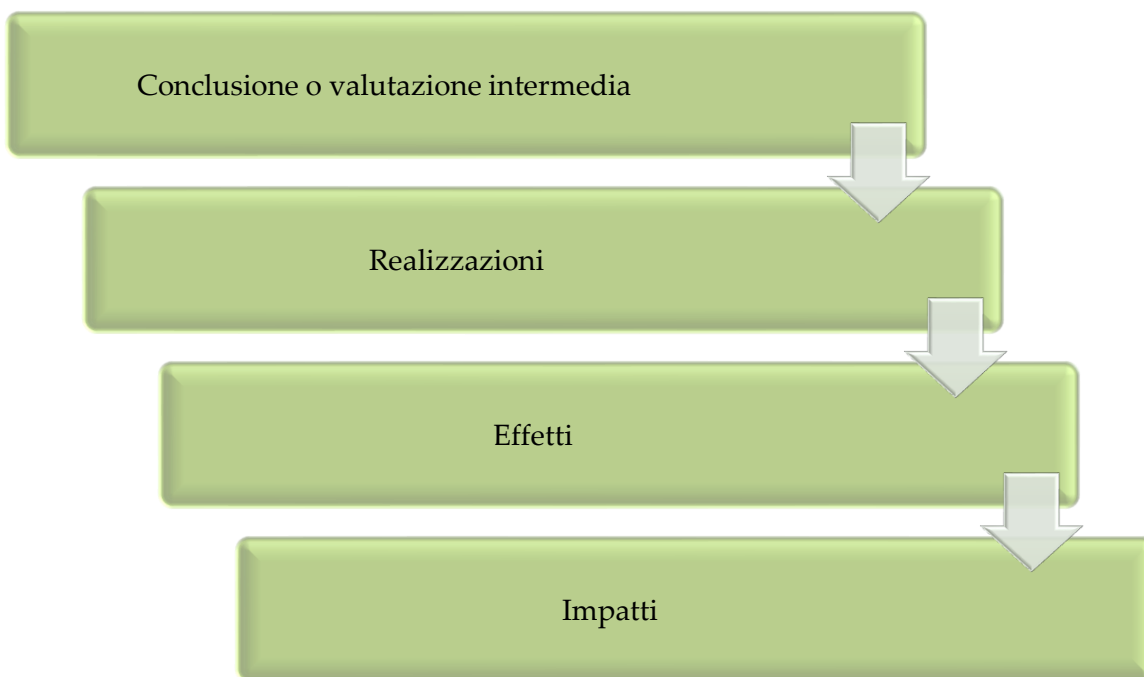 Conclusione o valutazione intermedia
Realizzazioni
Effetti
Impatti